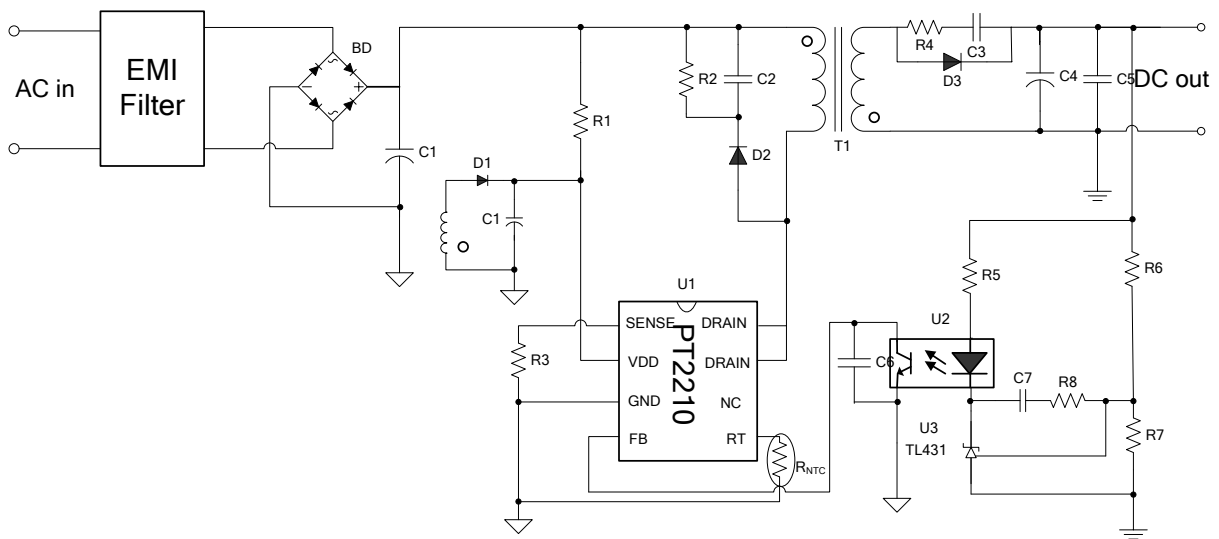 AC in
EMI
Filter
BD
~
~
−
+
C1
R1
D1
C1
R2
C2
D2
T1
R4
C3
D3
C4
C5
DC out
U1
PT2210
SENSE
DRAIN
VDD
DRAIN
GND
NC
FB
RT
R3
RNTC
C6
U2
R5
R6
C7
R8
U3
TL431
R7